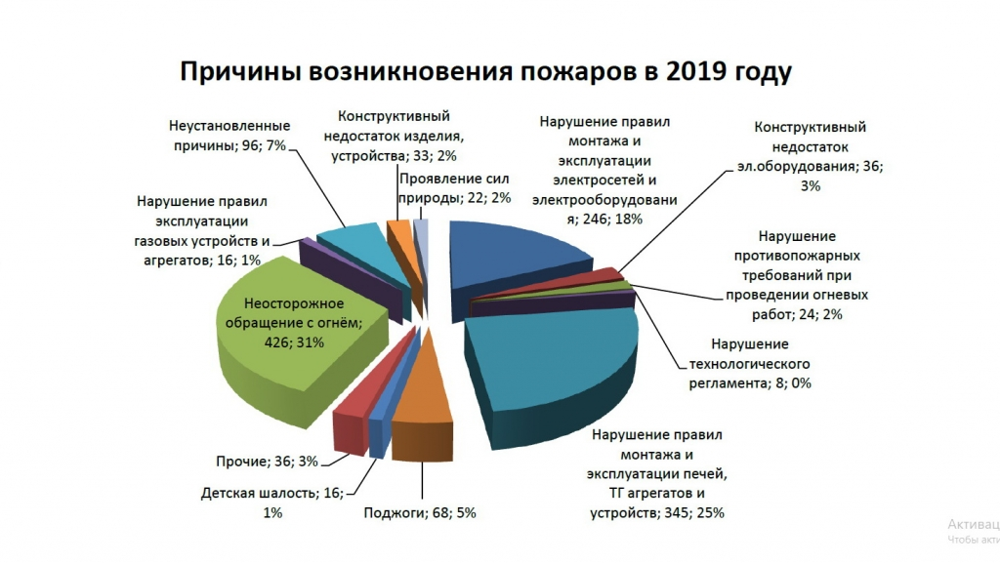 Причины возникновения пожаров в 2019 году
Неустановленные
причины; 96; 7%
Конструктивный
недостаток изделия,
устройства; 33; 2%
Проявление сил
природы; 22; 2%
Нарушение правил
монтажа и
эксплуатации
электросетей и
электрооборудовани
я; 246; 18%
Конструктивный
недостаток
эл.оборудования; 36;
3%
Нарушение
противопожарных
требований при
проведении огневых
работ; 24; 2%
Нарушение
технологического
регламента; 8; 0%
Нарушение правил
монтажа и
эксплуатации печей,
ТГ агрегатов и
устройств; 345; 25%
Поджоги; 68; 5%
Детская шалость; 16;
1%
Прочие; 36; 3%
Неосторожное
обращение с огнём;
426; 31%
Нарушение правил
эксплуатации
газовых устройств и
агрегатов; 16; 1%